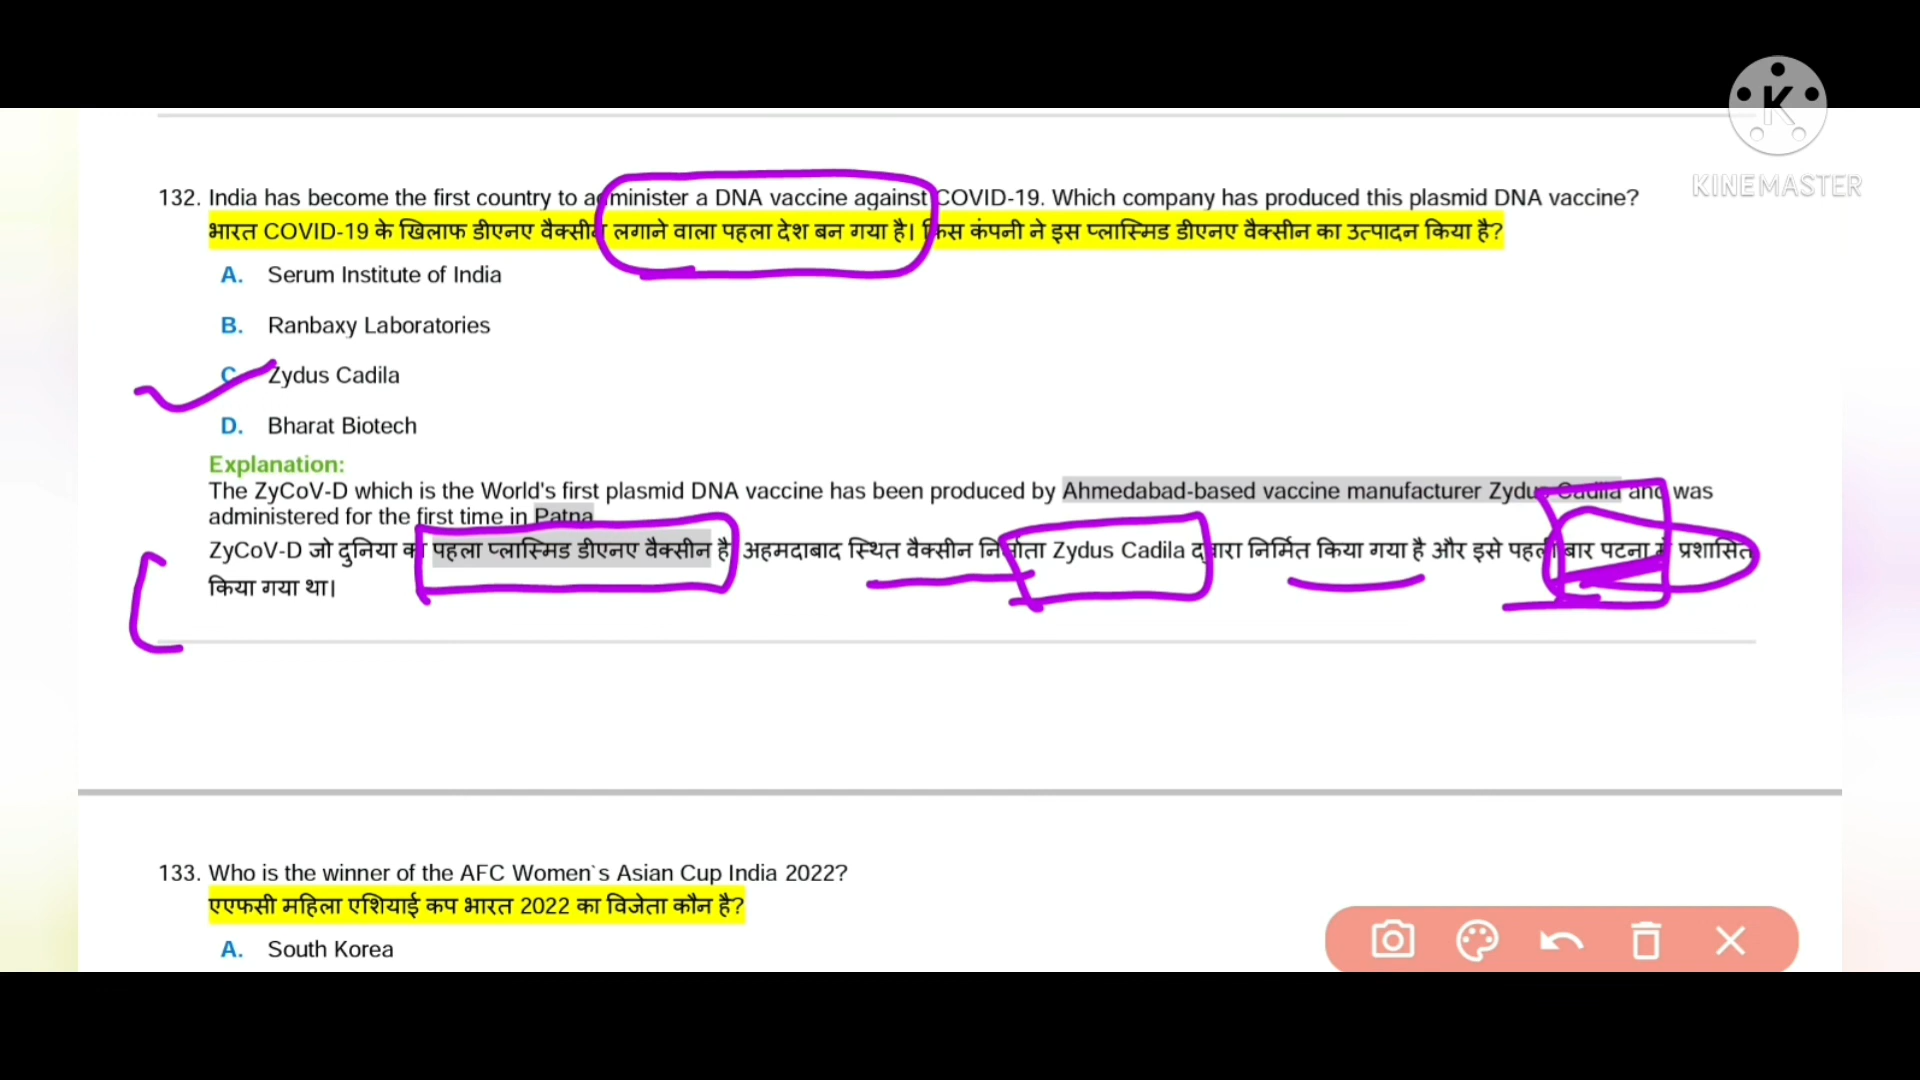 K
KINEMASTER
132. India has become the first country to administer a DNA vaccine against COVID-19. Which company has produced this plasmid DNA vaccine?
भारत COVID-19 के खिलाफ डीएनए वैक्सीन लगाने वाला पहला देश बन गया है। किस कंपनी ने इस प्लास्मिड डीएनए वैक्सीन का उत्पादन किया है?
A. Serum Institute of India
B. Ranbaxy Laboratories
C. Zydus Cadila
D. Bharat Biotech
Explanation:
The ZyCoV-D which is the World's first plasmid DNA vaccine has been produced by Ahmedabad-based vaccine manufacturer Zydus Cadila and was
administered for the first time in Patna
ZyCoV-D जो दुनिया का पहला प्लास्मिड डीएनए वैक्सीन है अहमदाबाद स्थित वैक्सीन निर्माता Zydus Cadila द्वारा निर्मित किया गया है और इसे पहली बार पटना में प्रशासित
किया गया था।
133. Who is the winner of the AFC Women`s Asian Cup India 2022?
एएफसी महिला एशियाई कप भारत 2022 का विजेता कौन है?
A. South Korea